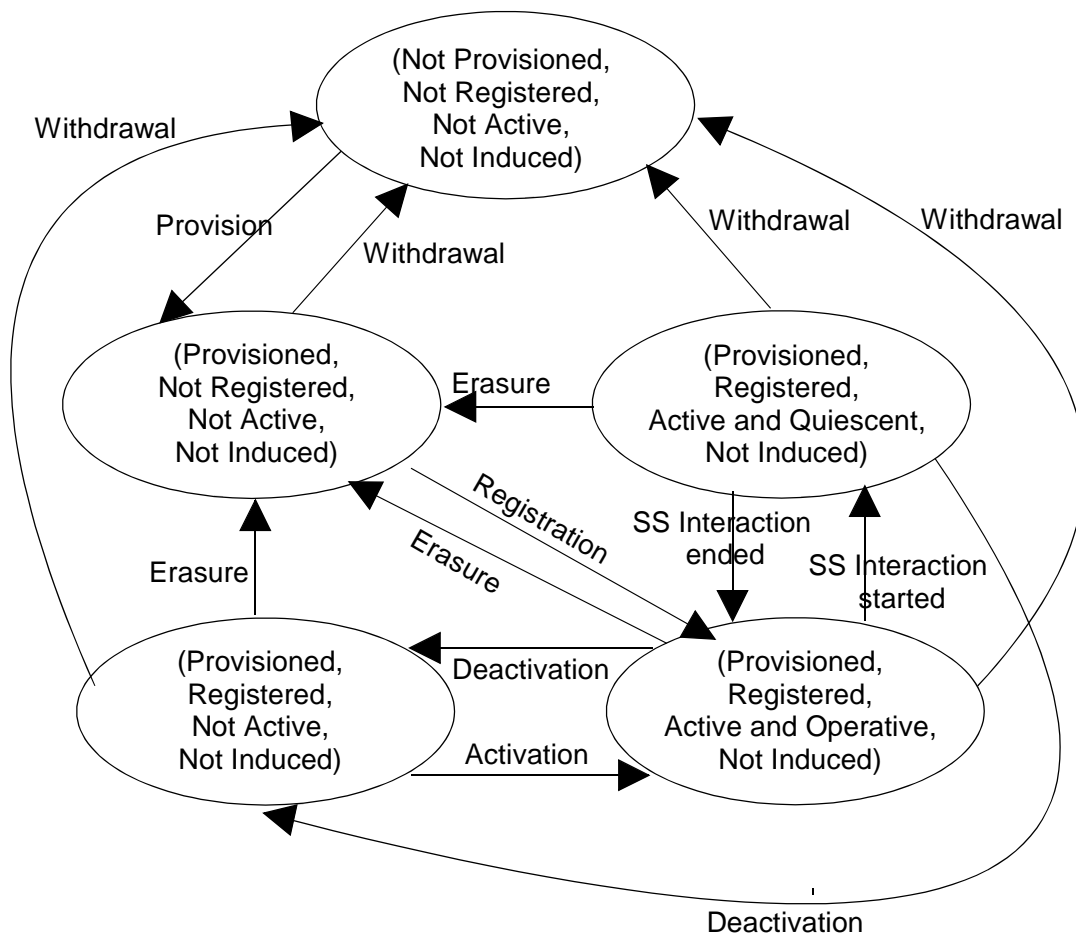 (Not Provisioned,
Not Registered,
Not Active,
Not Induced)
Withdrawal
Provision
Withdrawal
Withdrawal
Withdrawal
(Provisioned,
Not Registered,
Not Active,
Not Induced)
Erasure
(Provisioned,
Registered,
Active and Quiescent,
Not Induced)
Registration
Erasure
SS Interaction
ended
SS Interaction
started
Erasure
(Provisioned,
Registered,
Not Active,
Not Induced)
Deactivation
Activation
(Provisioned,
Registered,
Active and Operative,
Not Induced)
Deactivation